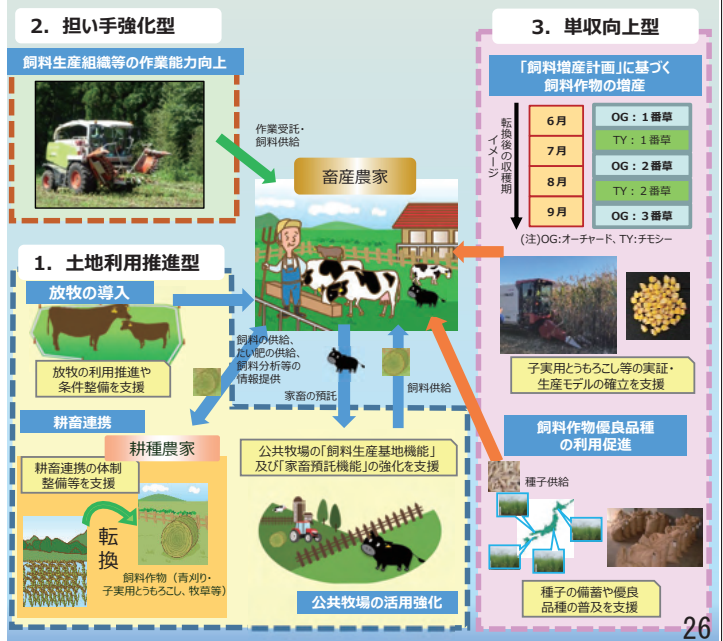 2．担い手強化型
飼料生産組織等の作業能力向上
作業受託・
飼料供給
畜産農家
3．単収向上型
「飼料増産計画」に基づく
飼料作物の増産
転換後の収穫期
イメージ
6月
7月
8月
9月
OG：1番草
TY：1番草
OG：2番草
TY：2番草
OG：3番草
(注)OG:オーチャード、TY:チモシー
子実用とうもろこし等の実証・
生産モデルの確立を支援
飼料作物優良品種
の利用促進
種子供給
種子の備蓄や優良
品種の普及を支援
1．土地利用推進型
放牧の導入
放牧の利用推進や
条件整備を支援
飼料の供給、
たい肥の供給、
飼料分析等の
情報提供
家畜の預託
飼料供給
耕畜連携
耕種農家
耕畜連携の体制
整備等を支援
転換
飼料作物（青刈り・
子実用とうもろこし、牧草等）
公共牧場の「飼料生産基地機能」
及び「家畜預託機能」の強化を支援
公共牧場の活用強化
26